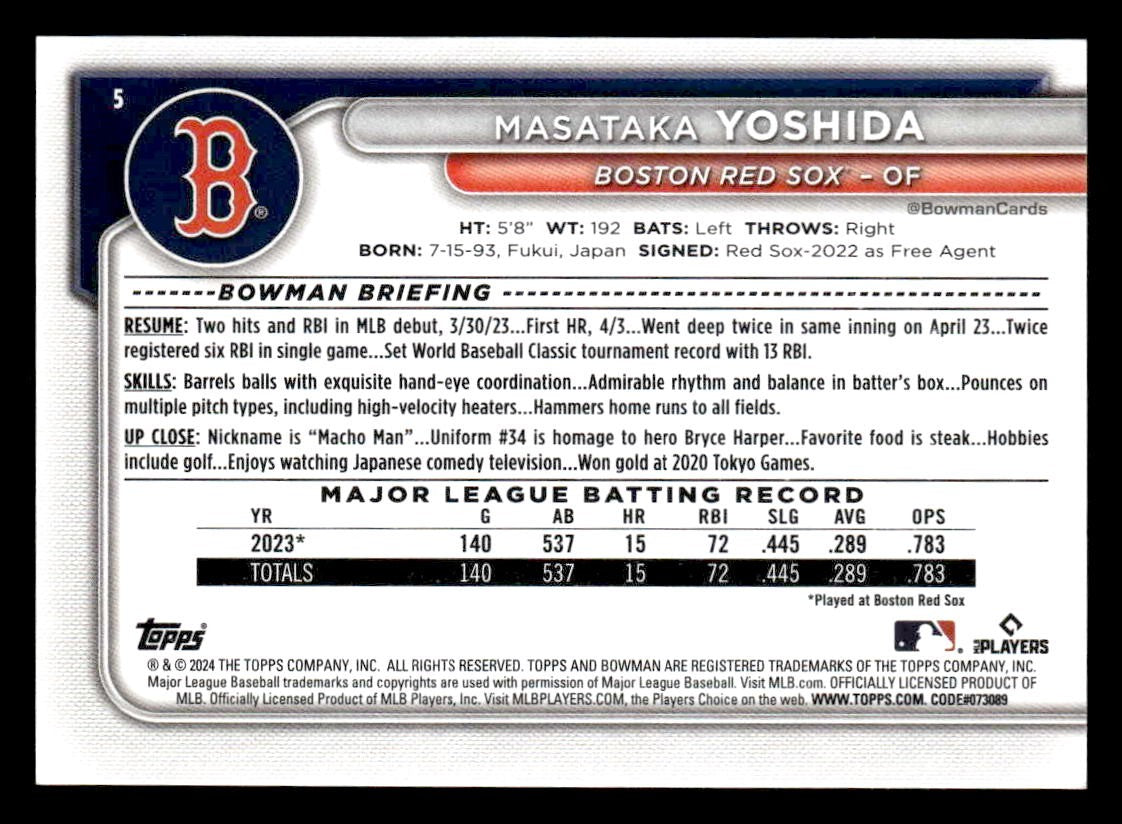 5
B
®
MASATAKA YOSHIDA
BOSTON RED SOX – OF
@BowmanCards
HT: 5'8" WT: 192 BATS: Left THROWS: Right
BORN: 7-15-93, Fukui, Japan SIGNED: Red Sox-2022 as Free Agent
BOWMAN BRIEFING
RESUME: Two hits and RBI in MLB debut, 3/30/23...First HR, 4/3...Went deep twice in same inning on April 23...Twice
registered six RBI in single game...Set World Baseball Classic tournament record with 13 RBI.
SKILLS: Barrels balls with exquisite hand-eye coordination...Admirable rhythm and balance in batter's box...Pounces on
multiple pitch types, including high-velocity heaters...Hammers home runs to all fields.
UP CLOSE: Nickname is “Macho Man”...Uniform #34 is homage to hero Bryce Harper...Favorite food is steak...Hobbies
include golf...Enjoys watching Japanese comedy television...Won gold at 2020 Tokyo Games.
MAJOR LEAGUE BATTING RECORD
YR G AB HR RBI SLG AVG OPS
2023* 140 537 15 72 .445 .289 .783
TOTALS 140 537 15 72 .445 .289 .783
*Played at Boston Red Sox
Topps®
PLAYERS
® & © 2024 THE TOPPS COMPANY, INC. ALL RIGHTS RESERVED. TOPPS AND BOWMAN ARE REGISTERED TRADEMARKS OF THE TOPPS COMPANY, INC.
Major League Baseball trademarks and copyrights are used with permission of Major League Baseball. Visit MLB.com. OFFICIALLY LICENSED PRODUCT OF
MLB. Officially Licensed Product of MLB Players, Inc. Visit MLBPLAYERS.COM, the Players Choice on the web. WWW.TOPPS.COM. CODE#073089